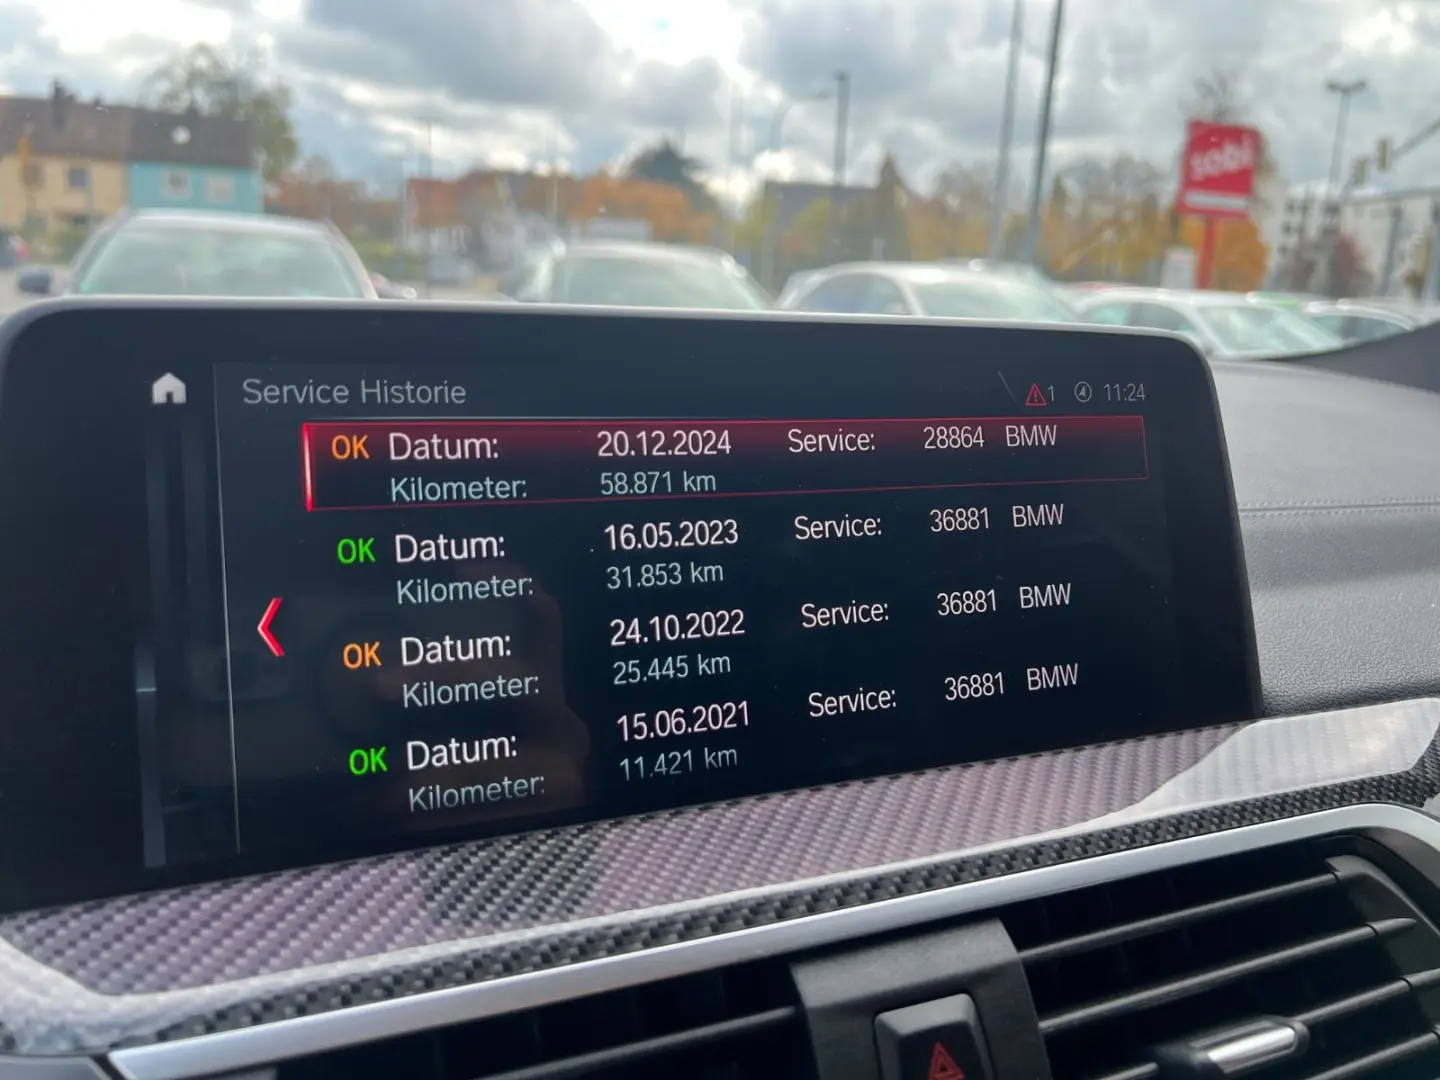 sobi
Service Historie 1 11:24
OK Datum: 20.12.2024 Service: 28864 BMW
Kilometer: 58.871 km
OK Datum: 16.05.2023 Service: 36881 BMW
Kilometer: 31.853 km
OK Datum: 24.10.2022 Service: 36881 BMW
Kilometer: 25.445 km
OK Datum: 15.06.2021 Service: 36881 BMW
Kilometer: 11.421 km